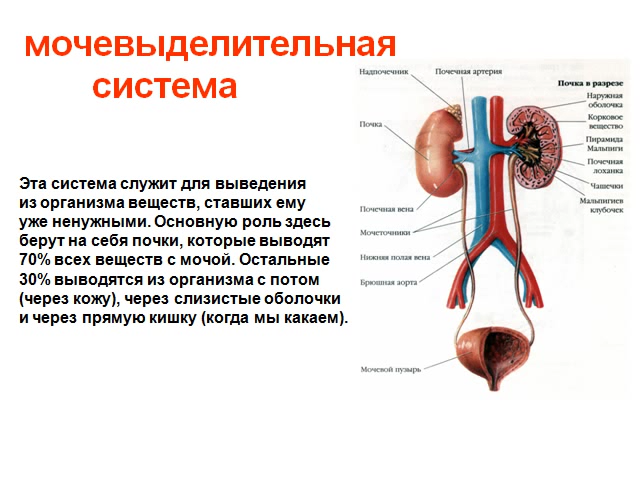 мочевыделительная
система
Эта система служит для выведения
из организма веществ, ставших ему
уже ненужными. Основную роль здесь
берут на себя почки, которые выводят
70% всех веществ с мочой. Остальные
30% выводятся из организма с потом
(через кожу), через слизистые оболочки
и через прямую кишку (когда мы какаем).
Надпочечник
Почечная артерия
Почка
Почечная вена
Мочеточники
Нижняя полая вена
Брюшная аорта
Мочевой пузырь
Почка в разрезе
Наружная
оболочка
Корковое
вещество
Пирамида
Мальпиги
Почечная
лоханка
Чашечки
Мальпигиев
клубочек